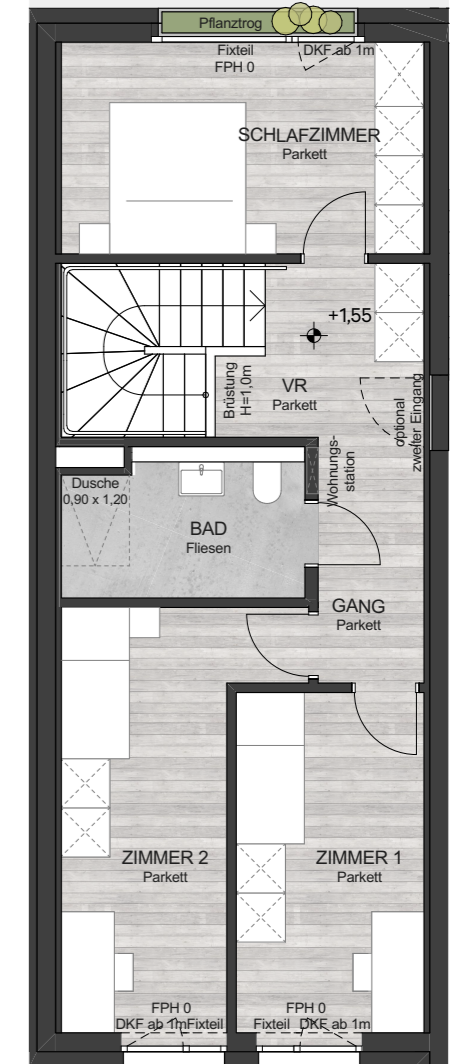 Pflanztrog
Fixteil
FPH 0
DKF ab 1m
SCHLAFZIMMER
Parkett
+1,55
VR
Parkett
Brüstung
H=1,0m
optional
zweiter Eingang
Wohnungs-
station
Dusche
0,90 x 1,20
BAD
Fliesen
GANG
Parkett
ZIMMER 2
Parkett
ZIMMER 1
Parkett
FPH 0
DKF ab 1m Fixteil
FPH 0
Fixteil DKF ab 1m